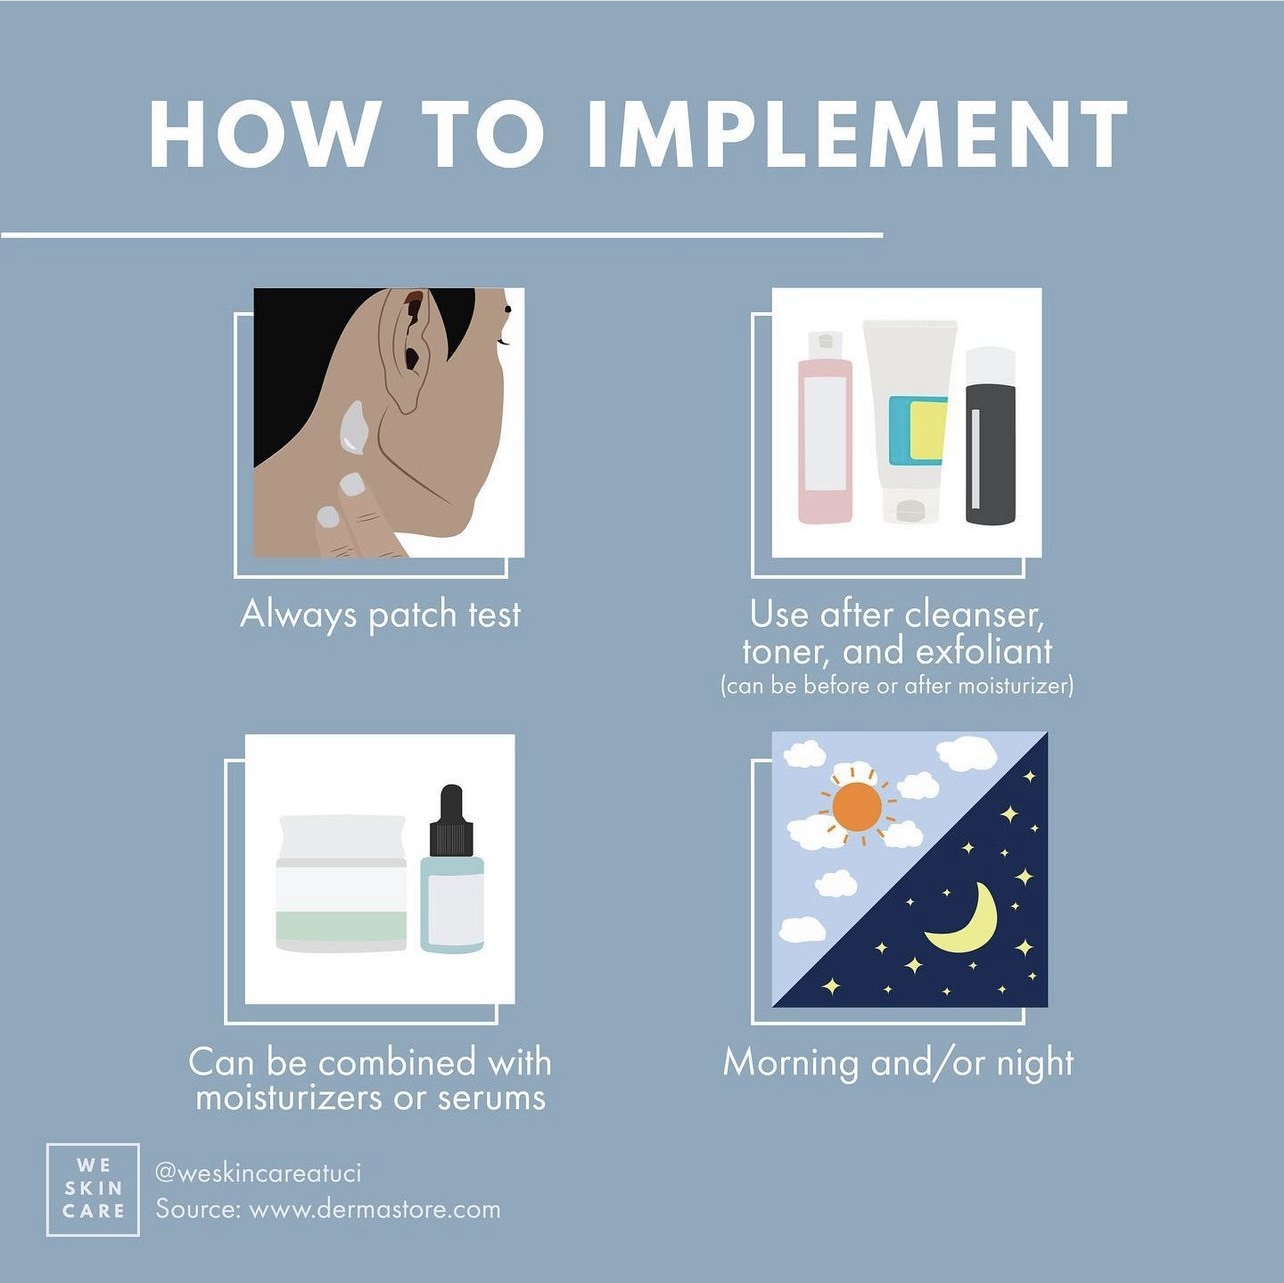 HOW TO IMPLEMENT
Always patch test
Use after cleanser,
toner, and exfoliant
(can be before or after moisturizer)
Can be combined with
moisturizers or serums
Morning and/or night
WE
SKIN
CARE
@weskincareatuci
Source: www.dermastore.com